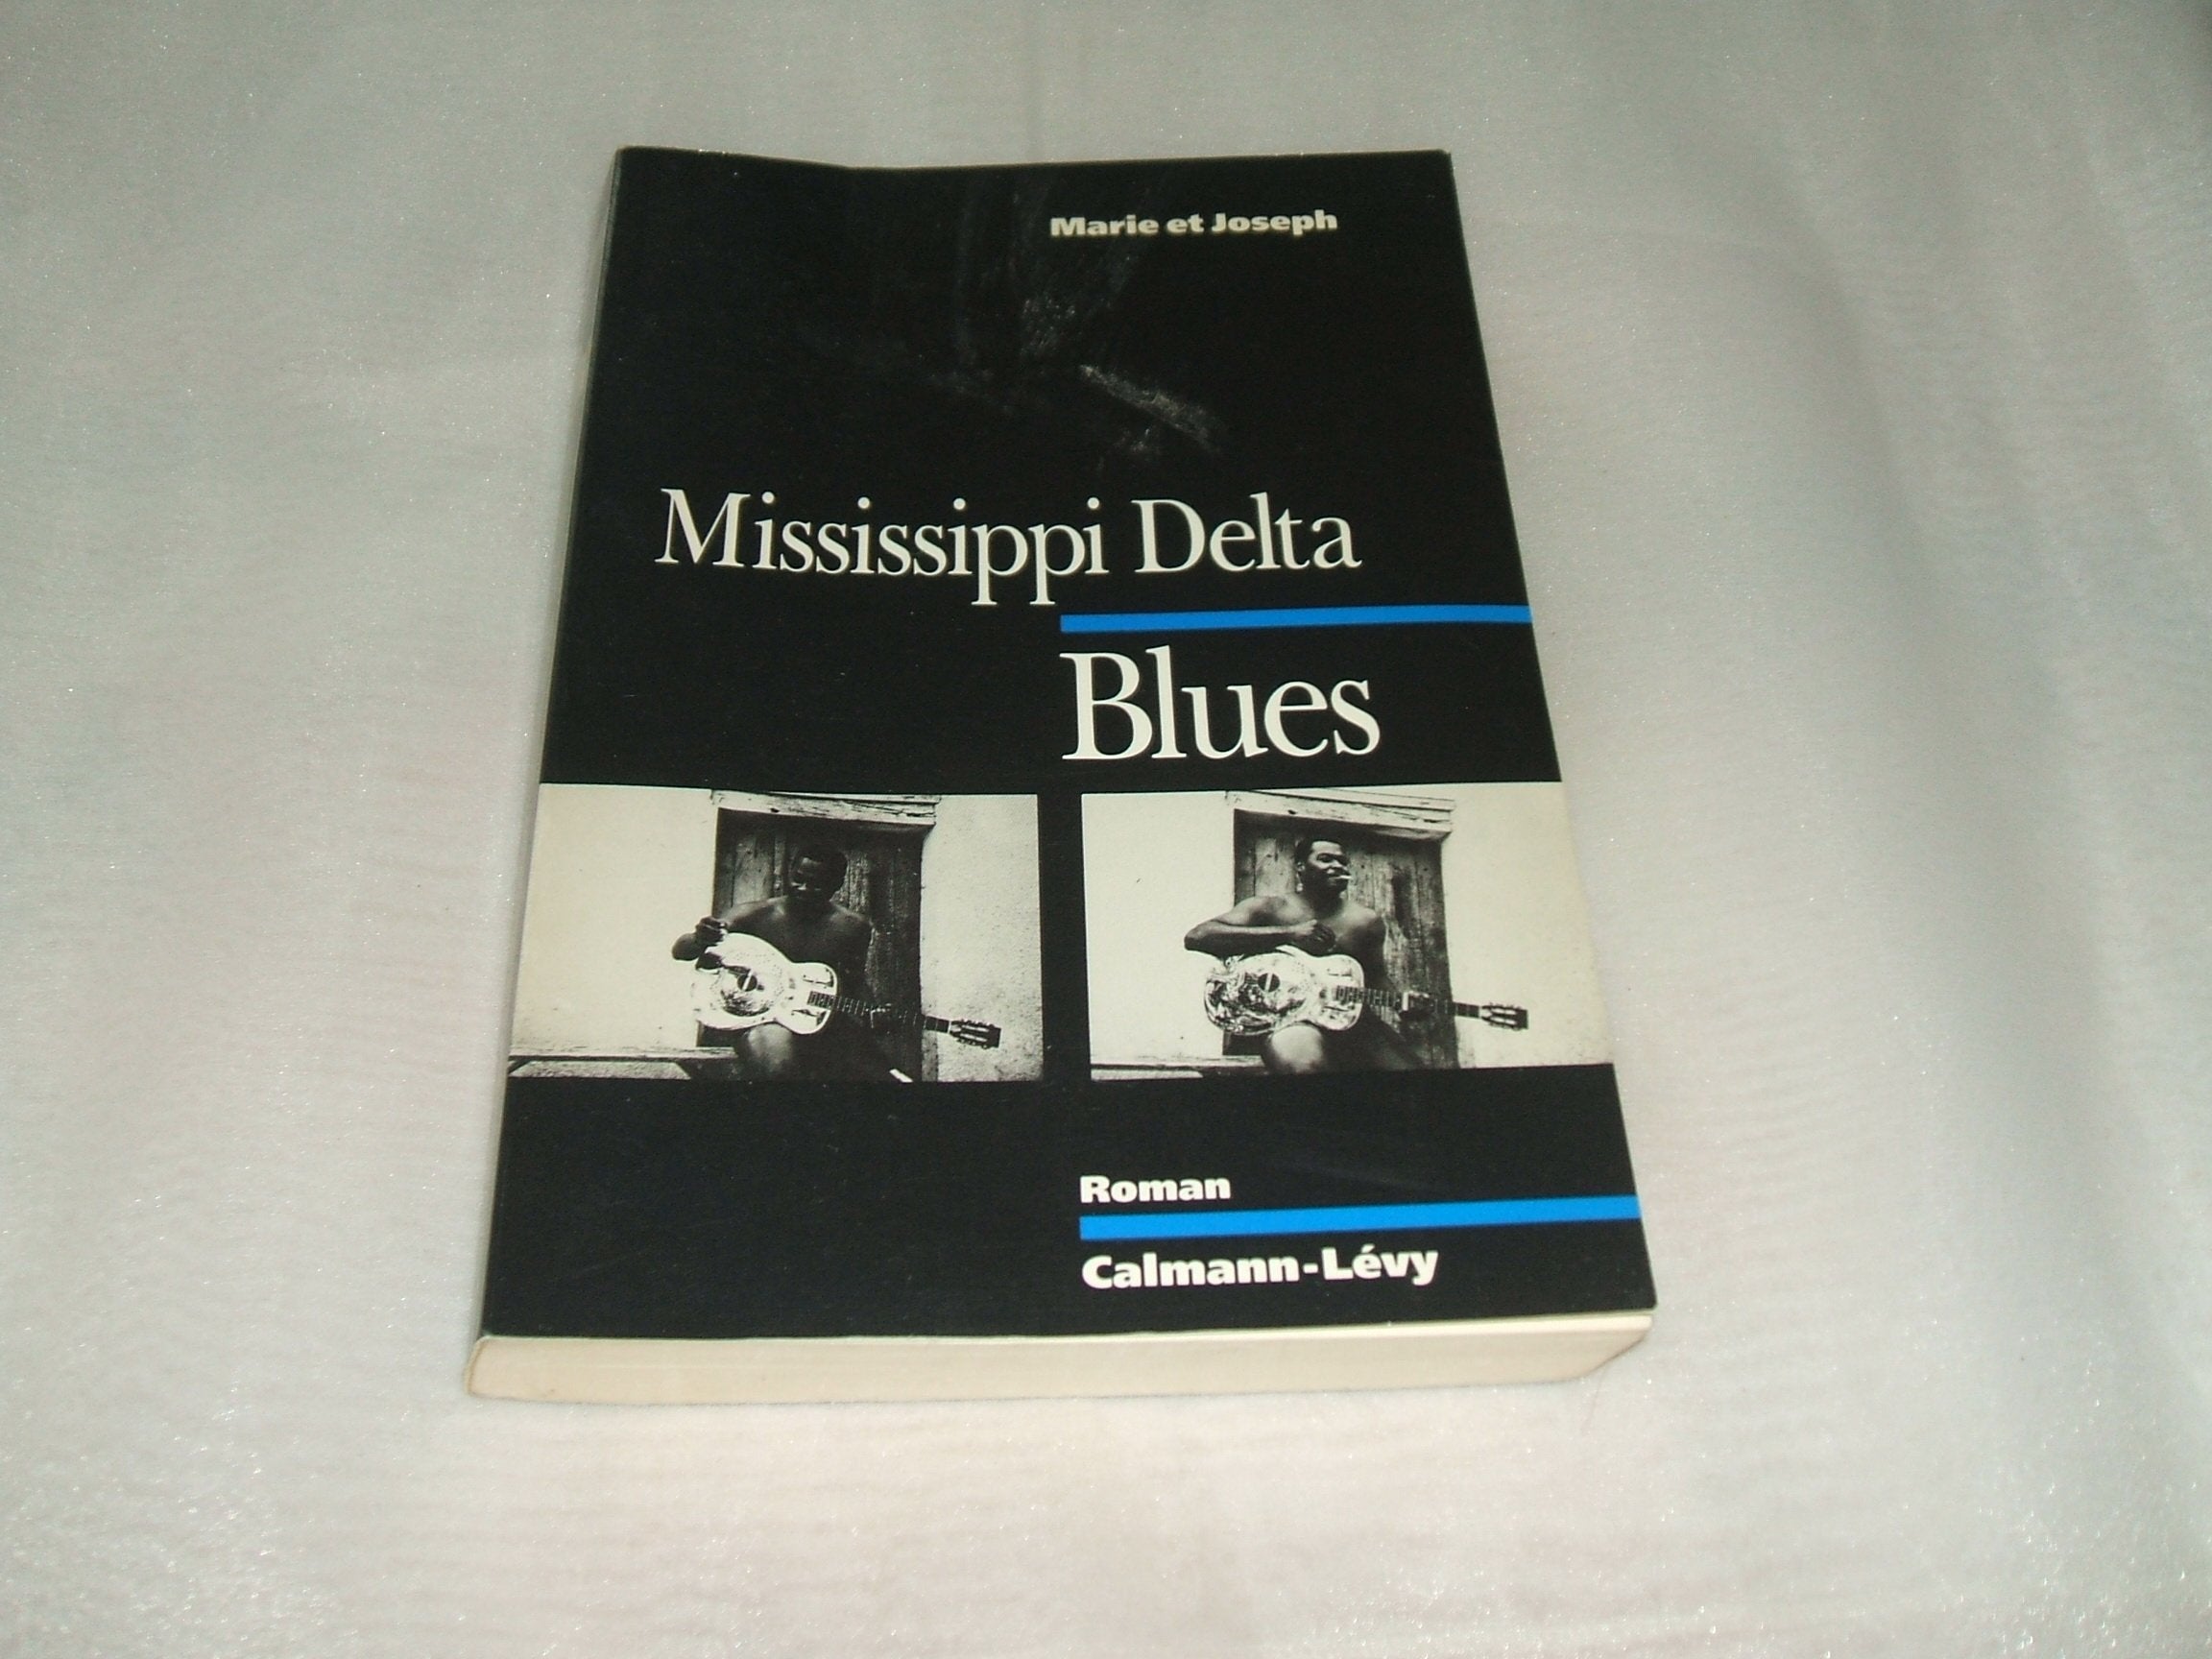 Marie et Joseph
Mississippi Delta
Blues
Roman
Calmann-Lévy